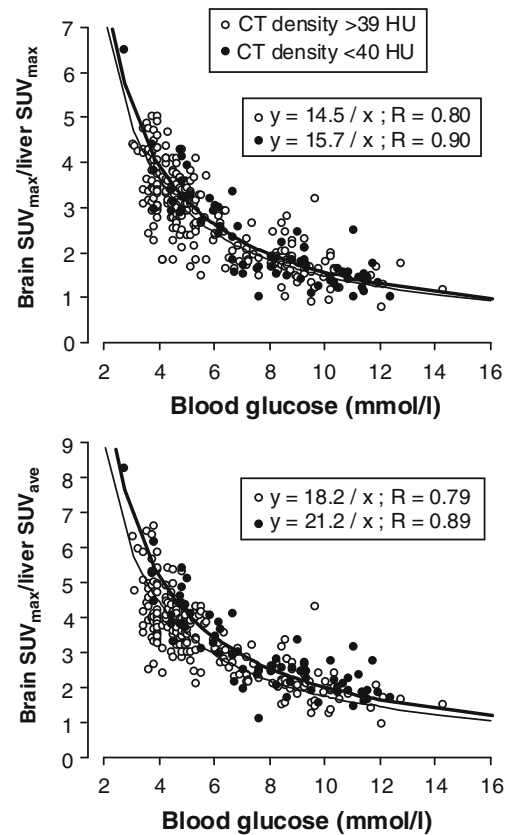 CT density >39 HU
CT density <40 HU
y = 14.5 / x ; R = 0.80
y = 15.7 / x ; R = 0.90
Brain SUVmax/liver SUVmax
7
6
5
4
3
2
1
0
2 4 6 8 10 12 14 16
Blood glucose (mmol/l)
y = 18.2 / x ; R = 0.79
y = 21.2 / x ; R = 0.89
Brain SUVmax/liver SUVave
9
8
7
6
5
4
3
2
1
0
2 4 6 8 10 12 14 16
Blood glucose (mmol/l)